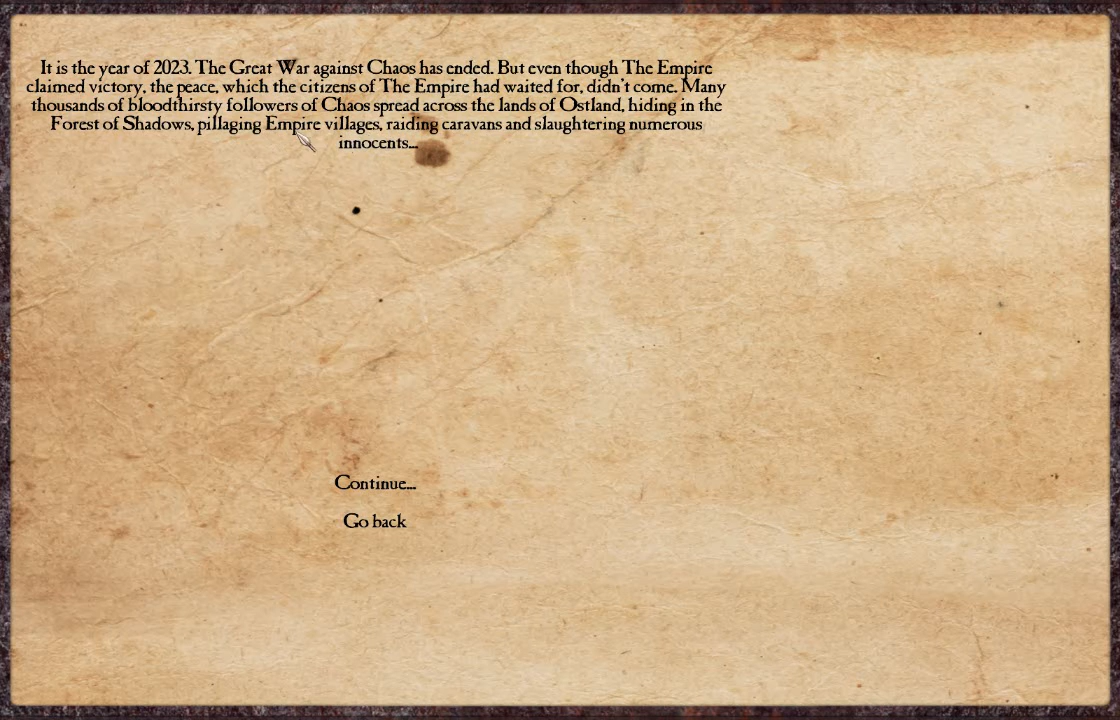 It is the year of 2023. The Great War against Chaos has ended. But even though The Empire
claimed victory, the peace, which the citizens of The Empire had waited for, didn't come. Many
thousands of bloodthirsty followers of Chaos spread across the lands of Ostland, hiding in the
Forest of Shadows, pillaging Empire villages, raiding caravans and slaughtering numerous
innocents...
Continue...
Go back